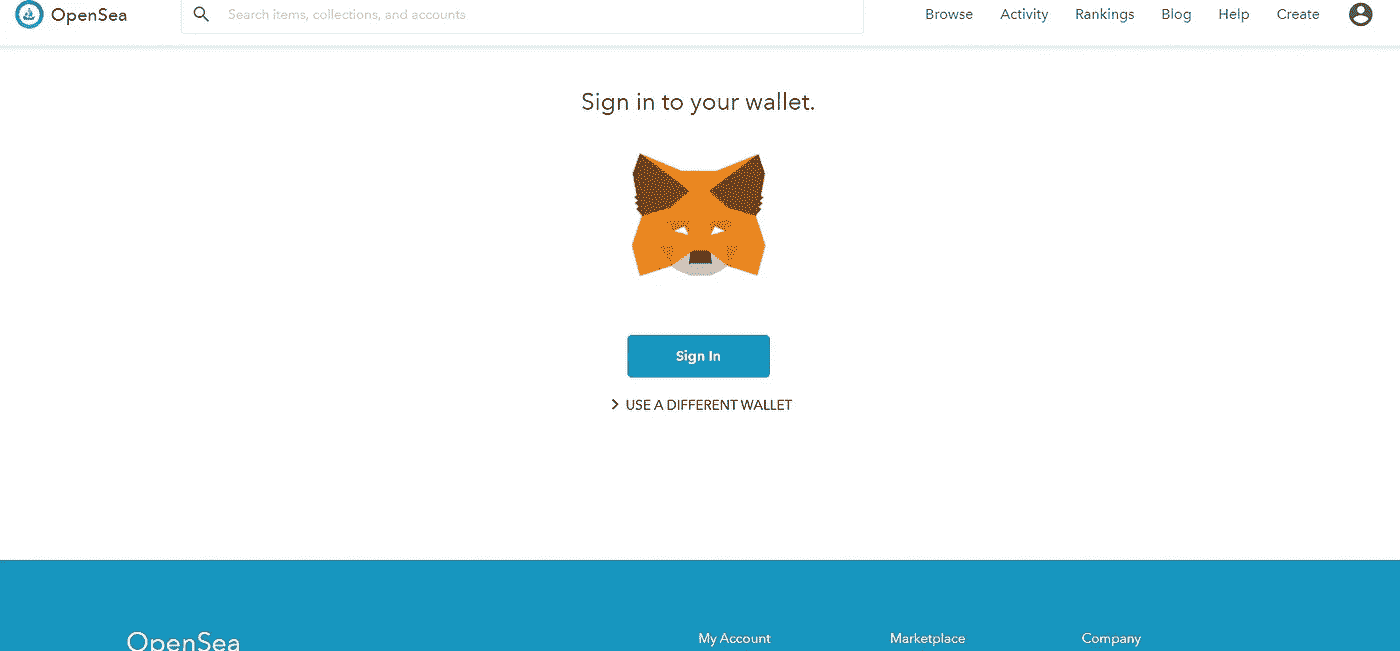 OpenSea
Search items, collections, and accounts
Browse Activity Rankings Blog Help Create
Sign in to your wallet.
Sign In
USE A DIFFERENT WALLET
OpenSea
My Account Marketplace Company